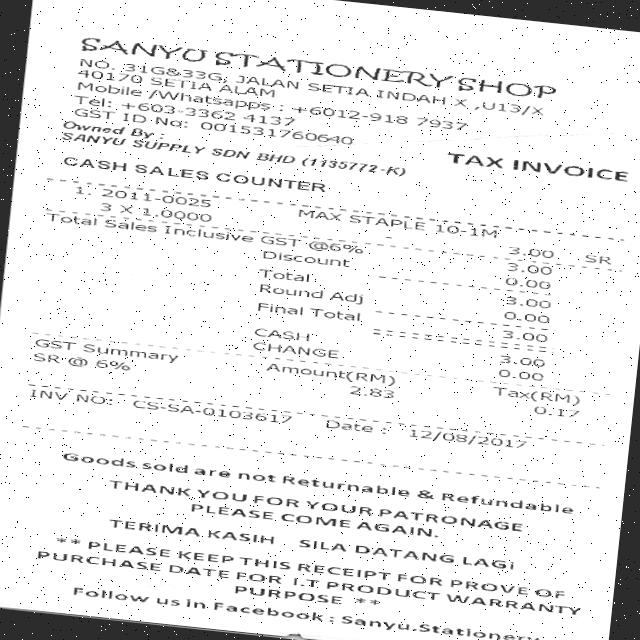 SANYU STATIONERY SHOP
NO. 31G&33G, JALAN SETIA INDAH X ,U13/X
40170 SETIA ALAM
Mobile /Whatsapps : +6012-918 7937
Tel: +603-3362 4137
GST ID No: 001531760640
Owned By :
SANYU SUPPLY SDN BHD (1135772-K)
TAX INVOICE
CASH SALES COUNTER
1. 2011-0025 MAX STAPLE 10-1M
3 X 1.0000 3.00 SR
Total Sales Inclusive GST @6% 3.00
Discount 0.00
Total 3.00
Round Adj 0.00
Final Total 3.00
CASH 3.00
CHANGE 0.00
GST Summary Amount(RM) Tax(RM)
SR @ 6% 2.83 0.17
INV NO: CS-SA-0103617 Date : 12/08/2017
Goods sold are not Returnable & Refundable
THANK YOU FOR YOUR PATRONAGE
PLEASE COME AGAIN.
TERIMA KASIH SILA DATANG LAGI
** PLEASE KEEP THIS RECEIPT FOR PROVE OF
PURCHASE DATE FOR I.T PRODUCT WARRANTY
PURPOSE **
Follow us in Facebook : Sanyu.Stationery